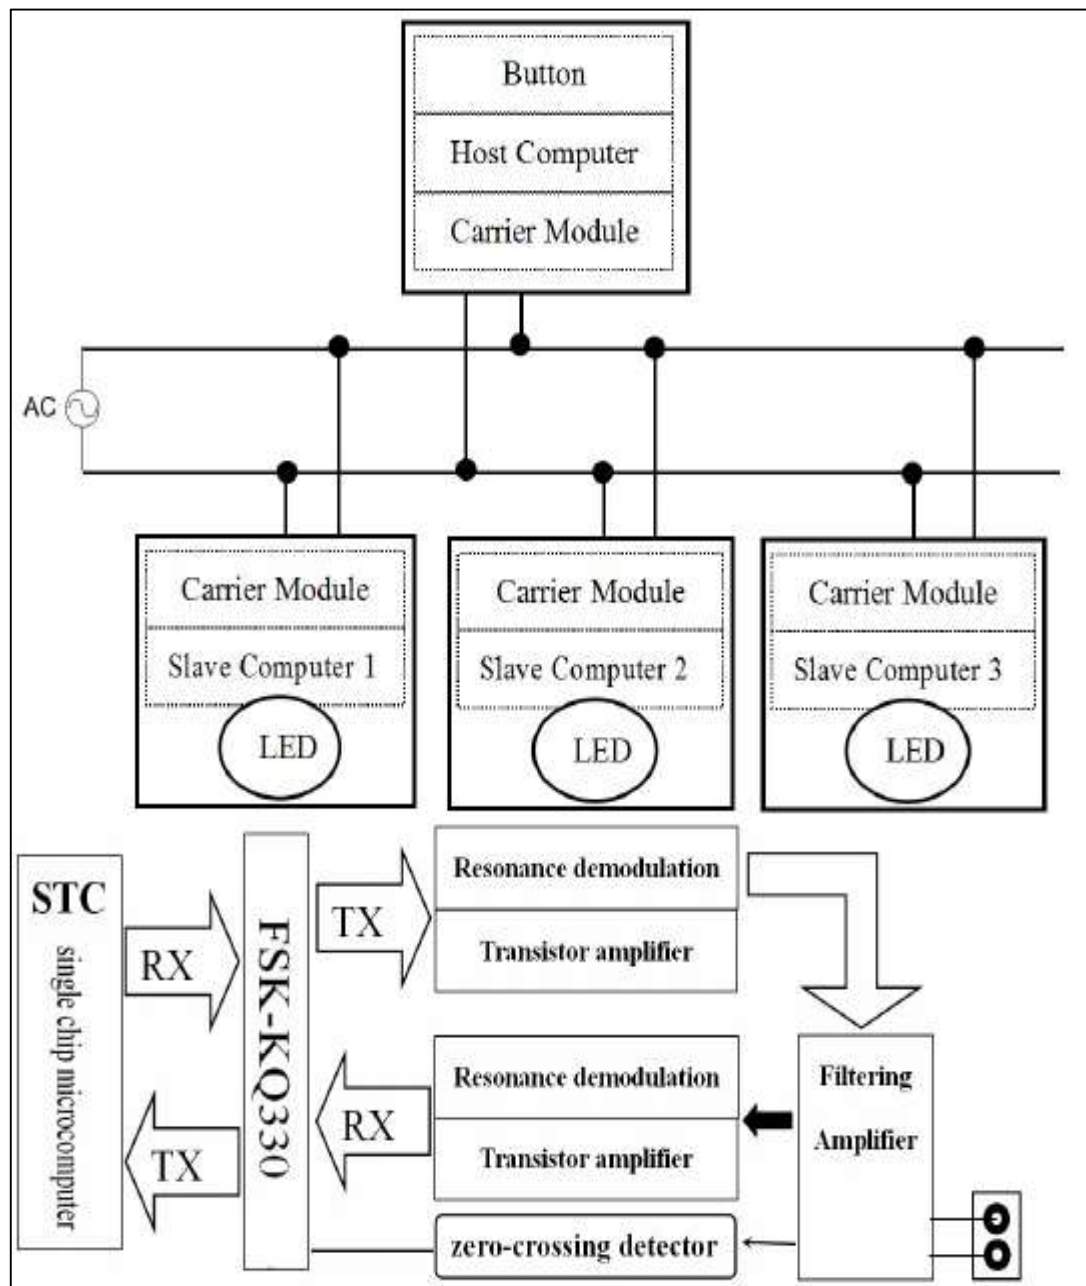 Button
Host Computer
Carrier Module
AC
Carrier Module
Slave Computer 1
LED
Carrier Module
Slave Computer 2
LED
Carrier Module
Slave Computer 3
LED
STC
single chip microcomputer
RX
TX
FSK-KQ330
TX
RX
Resonance demodulation
Transistor amplifier
Resonance demodulation
Transistor amplifier
zero-crossing detector
Filtering
Amplifier